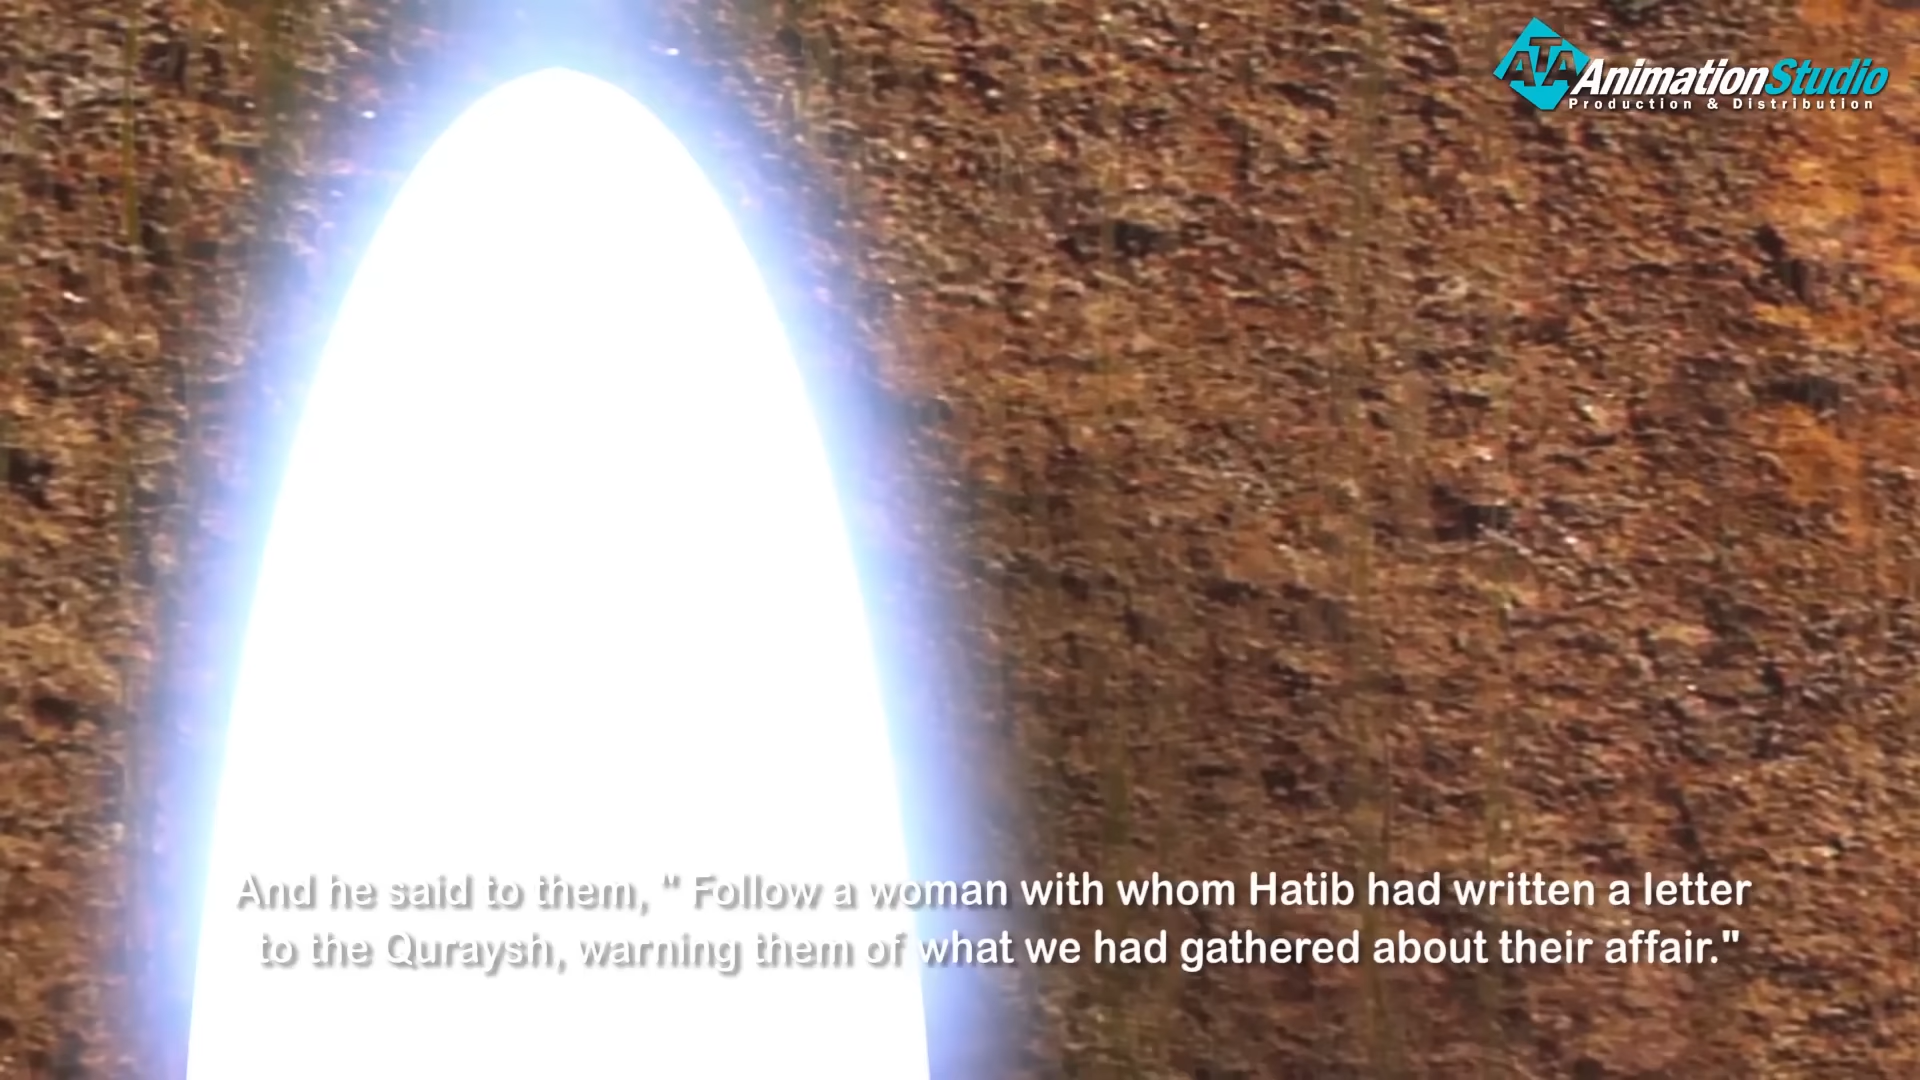 ATA AnimationStudio
Production & Distribution
And he said to them, " Follow a woman with whom Hatib had written a letter
to the Quraysh, warning them of what we had gathered about their affair."